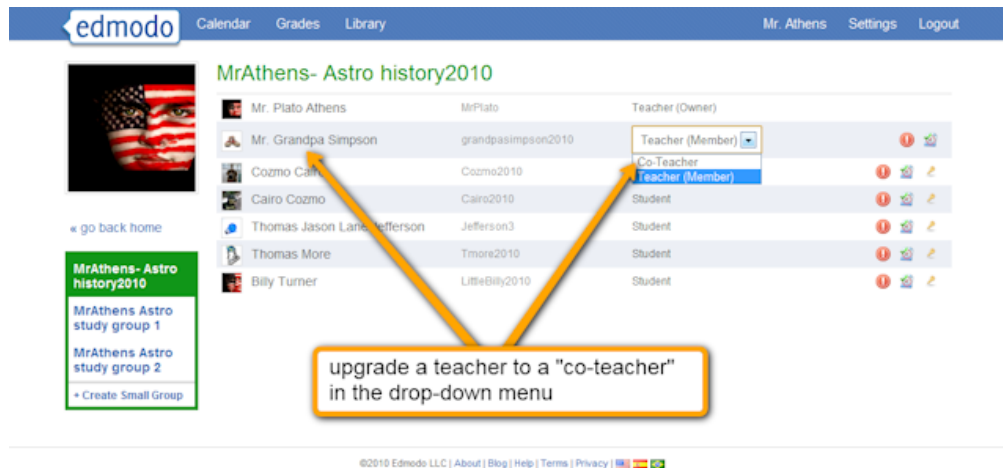 edmodo Calendar Grades Library Mr. Athens Settings Logout
MrAthens- Astro history2010
Mr. Plato Athens MrPlato Teacher (Owner)
Mr. Grandpa Simpson grandpasimpson2010 Teacher (Member)
Co-Teacher
Teacher (Member)
Cozmo Cairo Cozmo2010
Cairo Cozmo Cairo2010 Student
Thomas Jason Lane Jefferson Jefferson3 Student
Thomas More Tmore2010 Student
Billy Turner LittleBilly2010 Student
« go back home
MrAthens- Astro
history2010
MrAthens Astro
study group 1
MrAthens Astro
study group 2
+ Create Small Group
upgrade a teacher to a "co-teacher"
in the drop-down menu
©2010 Edmodo LLC | About | Blog | Help | Terms | Privacy |